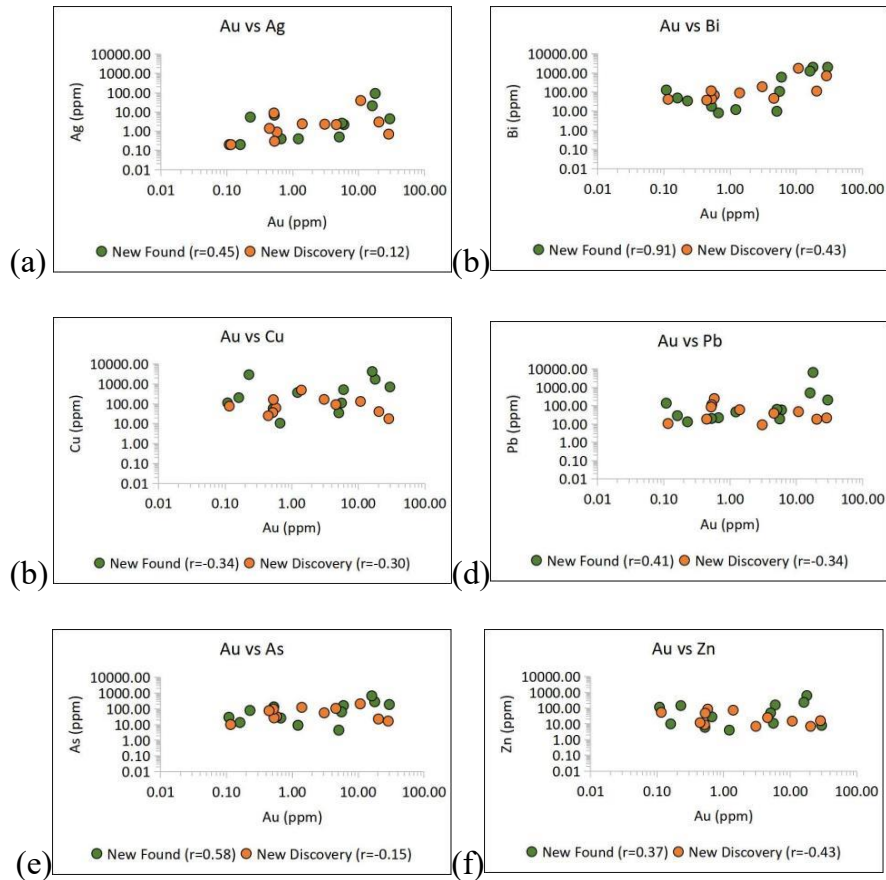 Au vs Ag
10000.00
1000.00
100.00
10.00
1.00
0.10
0.01
Ag (ppm)
0.01 0.10 1.00 10.00 100.00
Au (ppm)
New Found (r=0.45) New Discovery (r=0.12)
(a)
Au vs Bi
10000.00
1000.00
100.00
10.00
1.00
0.10
0.01
Bi (ppm)
0.01 0.10 1.00 10.00 100.00
Au (ppm)
New Found (r=0.91) New Discovery (r=0.43)
(b)
Au vs Cu
10000.00
1000.00
100.00
10.00
1.00
0.10
0.01
Cu (ppm)
0.01 0.10 1.00 10.00 100.00
Au (ppm)
New Found (r=-0.34) New Discovery (r=-0.30)
(b)
Au vs Pb
10000.00
1000.00
100.00
10.00
1.00
0.10
0.01
Pb (ppm)
0.01 0.10 1.00 10.00 100.00
Au (ppm)
New Found (r=0.41) New Discovery (r=-0.34)
(d)
Au vs As
10000.00
1000.00
100.00
10.00
1.00
0.10
0.01
As (ppm)
0.01 0.10 1.00 10.00 100.00
Au (ppm)
New Found (r=0.58) New Discovery (r=-0.15)
(e)
Au vs Zn
10000.00
1000.00
100.00
10.00
1.00
0.10
0.01
Zn (ppm)
0.01 0.10 1.00 10.00 100.00
Au (ppm)
New Found (r=0.37) New Discovery (r=-0.43)
(f)